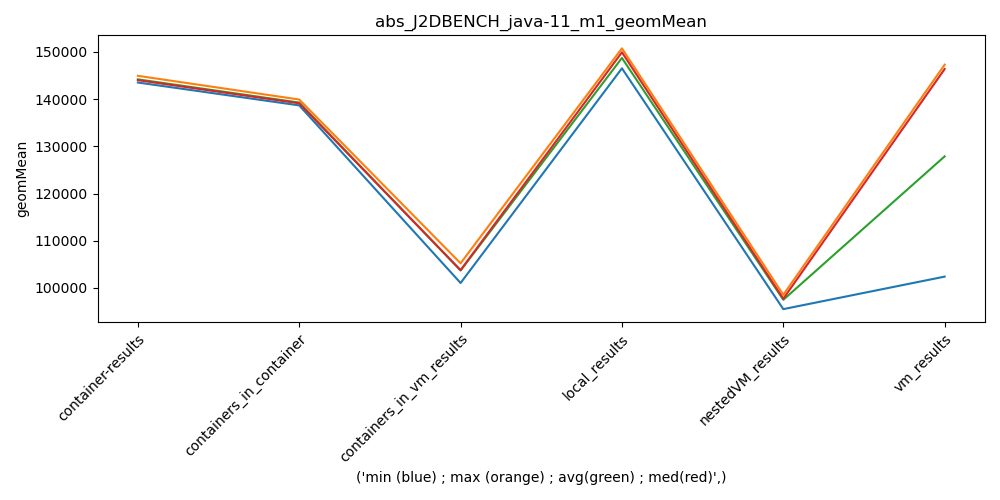 abs_J2DBENCH_java-11_m1_geomMean
150000
140000
130000
120000
110000
100000
geomMean
container-results
containers_in_container
containers_in_vm_results
local_results
nestedVM_results
vm_results
('min (blue) ; max (orange) ; avg(green) ; med(red)',)